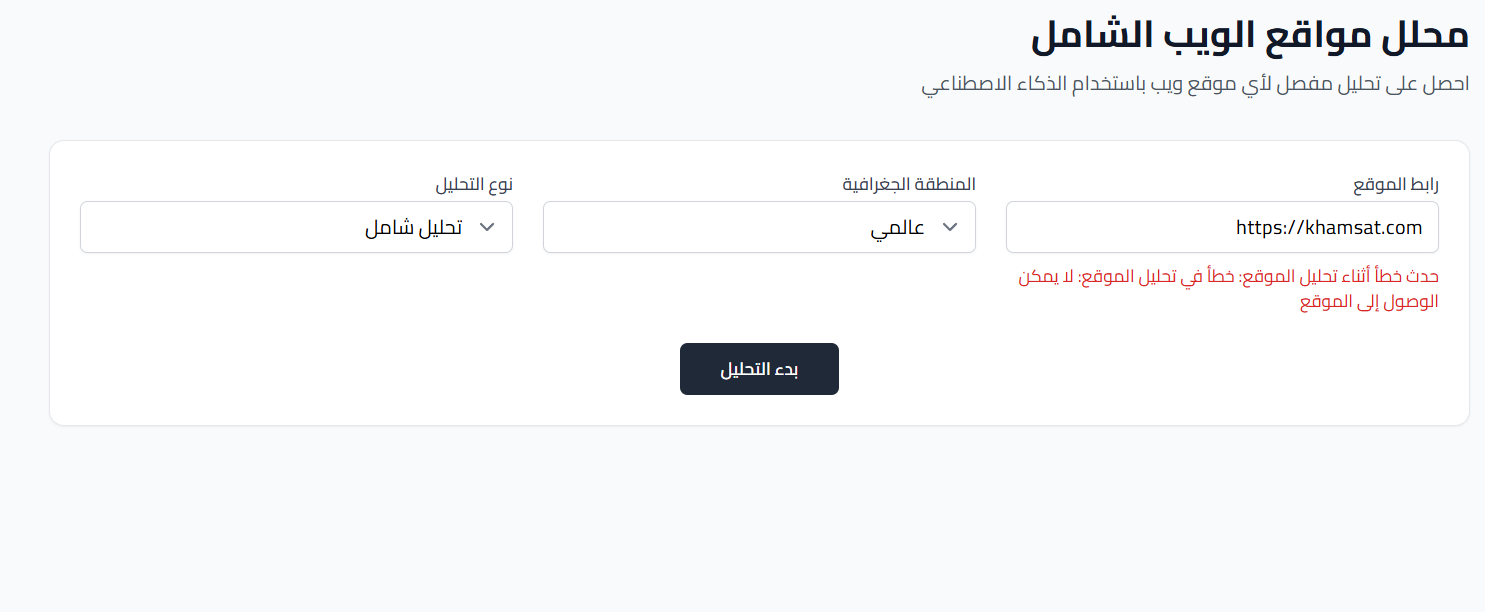 محلل مواقع الويب الشامل
احصل على تحليل مفصل لأي موقع ويب باستخدام الذكاء الاصطناعي
رابط الموقع
https://khamsat.com
حدث خطأ أثناء تحليل الموقع: خطأ في تحليل الموقع: لا يمكن
الوصول إلى الموقع
المنطقة الجغرافية
عالمي
نوع التحليل
تحليل شامل
بدء التحليل